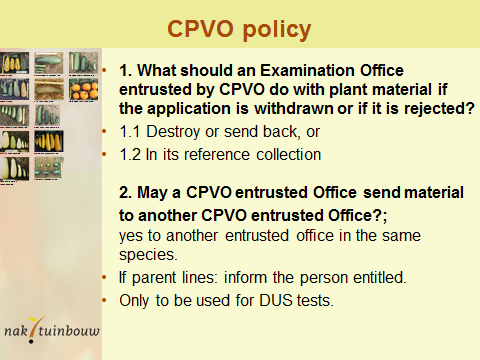 CPVO policy
• 1. What should an Examination Office
entrusted by CPVO do with plant material if
the application is withdrawn or if it is rejected?
• 1.1 Destroy or send back, or
• 1.2 In its reference collection
• 2. May a CPVO entrusted Office send material
to another CPVO entrusted Office?;
yes to another entrusted office in the same
species.
• If parent lines: inform the person entitled.
• Only to be used for DUS tests.
nak tuinbouw